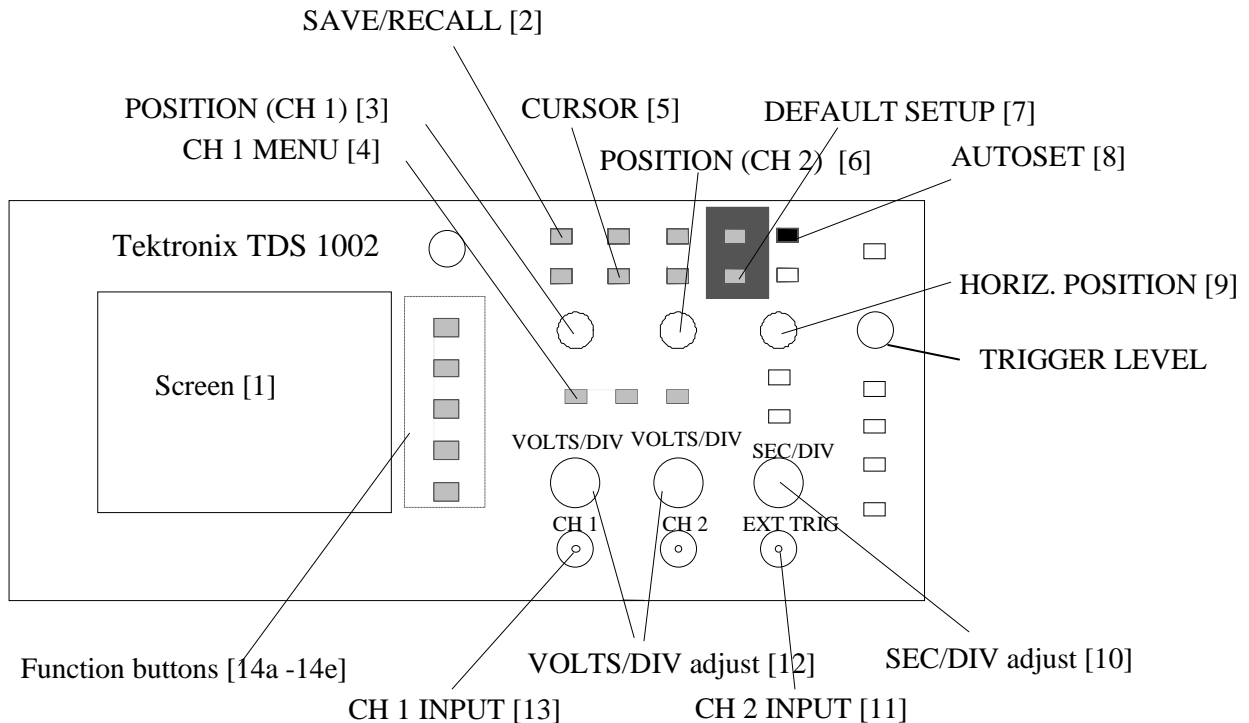 SAVE/RECALL [2]
POSITION (CH 1) [3]
CURSOR [5]
DEFAULT SETUP [7]
CH 1 MENU [4]
POSITION (CH 2) [6]
AUTOSET [8]
Tektronix TDS 1002
HORIZ. POSITION [9]
TRIGGER LEVEL
Screen [1]
VOLTS/DIV
VOLTS/DIV
SEC/DIV
CH 1
CH 2
EXT TRIG
Function buttons [14a -14e]
VOLTS/DIV adjust [12]
SEC/DIV adjust [10]
CH 1 INPUT [13]
CH 2 INPUT [11]